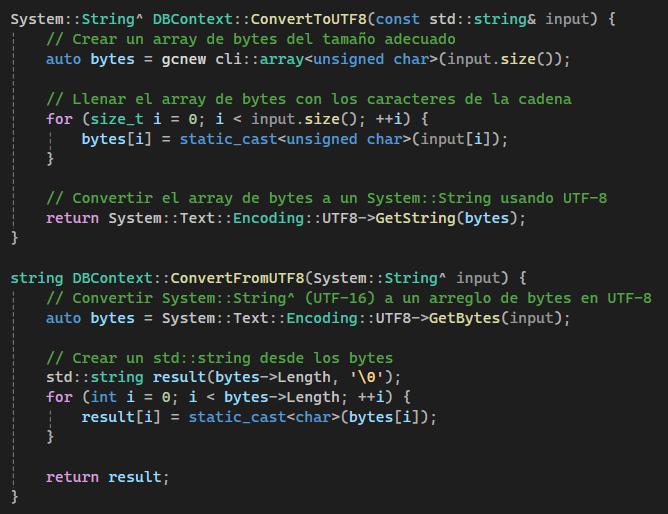 System::String^ DBContext::ConvertToUTF8(const std::string& input) {
    // Crear un array de bytes del tamaño adecuado
    auto bytes = gcnew cli::array<unsigned char>(input.size());

    // Llenar el array de bytes con los caracteres de la cadena
    for (size_t i = 0; i < input.size(); ++i) {
        bytes[i] = static_cast<unsigned char>(input[i]);
    }

    // Convertir el array de bytes a un System::String usando UTF-8
    return System::Text::Encoding::UTF8->GetString(bytes);
}

string DBContext::ConvertFromUTF8(System::String^ input) {
    // Convertir System::String^ (UTF-16) a un arreglo de bytes en UTF-8
    auto bytes = System::Text::Encoding::UTF8->GetBytes(input);

    // Crear un std::string desde los bytes
    std::string result(bytes->Length, '\0');
    for (int i = 0; i < bytes->Length; ++i) {
        result[i] = static_cast<char>(bytes[i]);
    }

    return result;
}